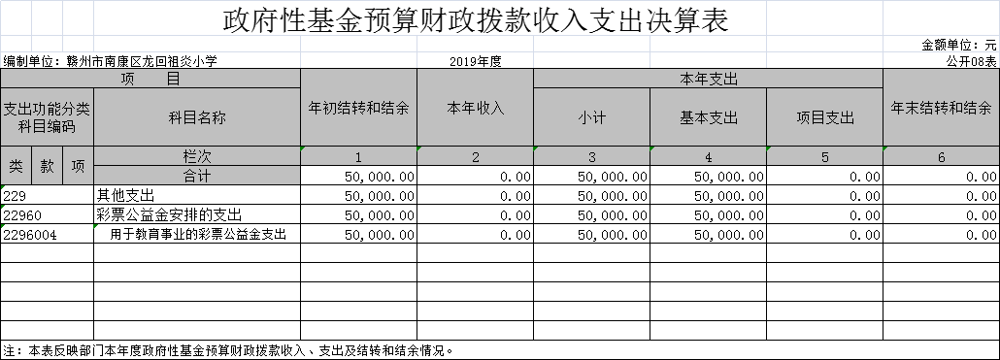 政府性基金预算财政拨款收入支出决算表
金额单位：元
编制单位：赣州市南康区龙回祖炎小学 2019年度 公开08表
项 目 年初结转和结余 本年收入 本年支出 年末结转和结余
支出功能分类科目编码 科目名称 小计 基本支出 项目支出
类 款 项 栏次 1 2 3 4 5 6
合计 50,000.00 0.00 50,000.00 50,000.00 0.00 0.00
229 其他支出 50,000.00 0.00 50,000.00 50,000.00 0.00 0.00
22960 彩票公益金安排的支出 50,000.00 0.00 50,000.00 50,000.00 0.00 0.00
2296004 用于教育事业的彩票公益金支出 50,000.00 0.00 50,000.00 50,000.00 0.00 0.00
注：本表反映部门本年度政府性基金预算财政拨款收入、支出及结转和结余情况。